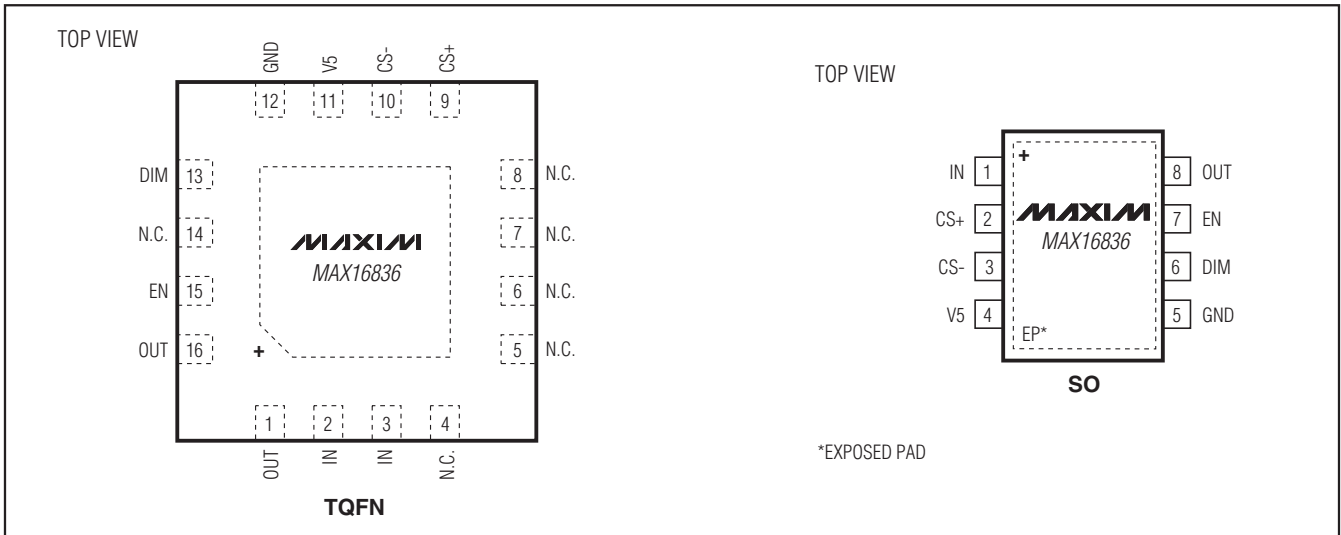 TOP VIEW
GND V5 CS- CS+
12 11 10 9
DIM 13
N.C. 14
EN 15
OUT 16
8 N.C.
7 N.C.
6 N.C.
5 N.C.
MAXIM
MAX16836
+
1 2 3 4
OUT IN IN N.C.
TQFN
TOP VIEW
+
IN 1
CS+ 2
CS- 3
V5 4
MAXIM
MAX16836
8 OUT
7 EN
6 DIM
5 GND
EP*
SO
*EXPOSED PAD